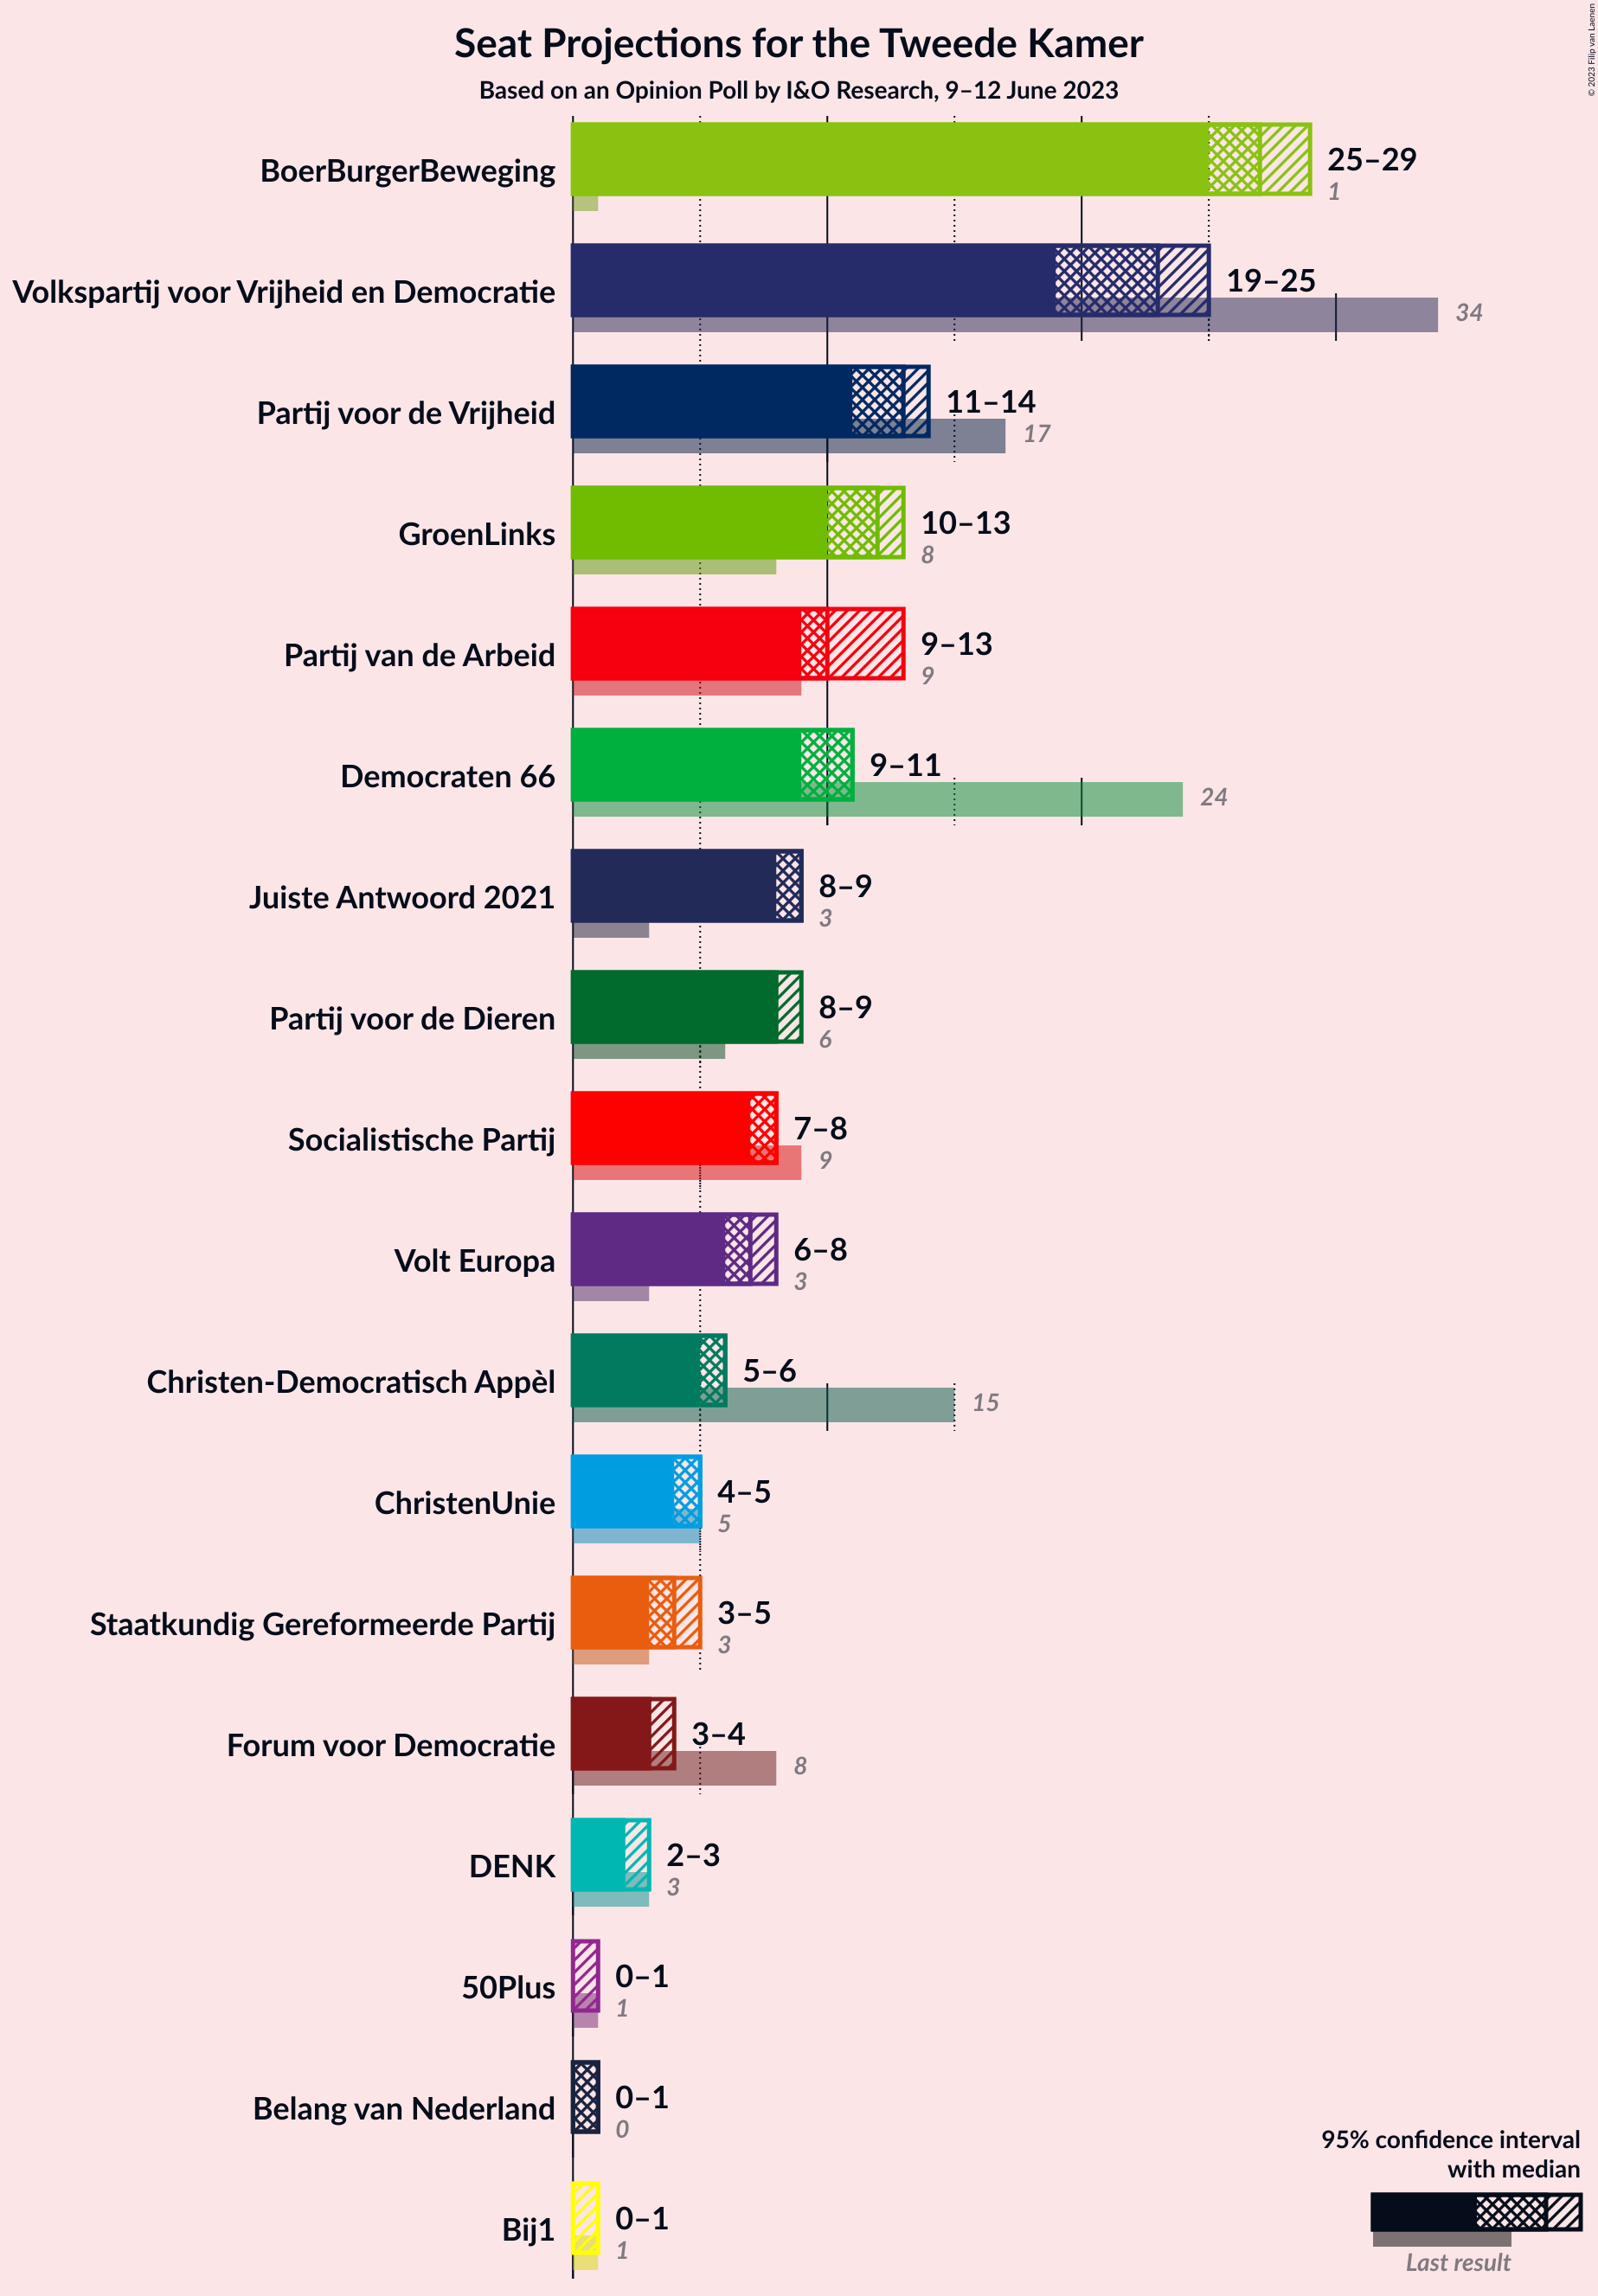 Seat Projections for the Tweede Kamer
Based on an Opinion Poll by I&O Research, 9–12 June 2023
© 2023 Filip van Laenen
BoerBurgerBeweging
25–29
1
Volkspartij voor Vrijheid en Democratie
19–25
34
Partij voor de Vrijheid
11–14
17
GroenLinks
10–13
8
Partij van de Arbeid
9–13
9
Democraten 66
9–11
24
Juiste Antwoord 2021
8–9
3
Partij voor de Dieren
8–9
6
Socialistische Partij
7–8
9
Volt Europa
6–8
3
Christen-Democratisch Appèl
5–6
15
ChristenUnie
4–5
5
Staatkundig Gereformeerde Partij
3–5
3
Forum voor Democratie
3–4
8
DENK
2–3
3
50Plus
0–1
1
Belang van Nederland
0–1
0
Bij1
0–1
1
95% confidence interval
with median
Last result